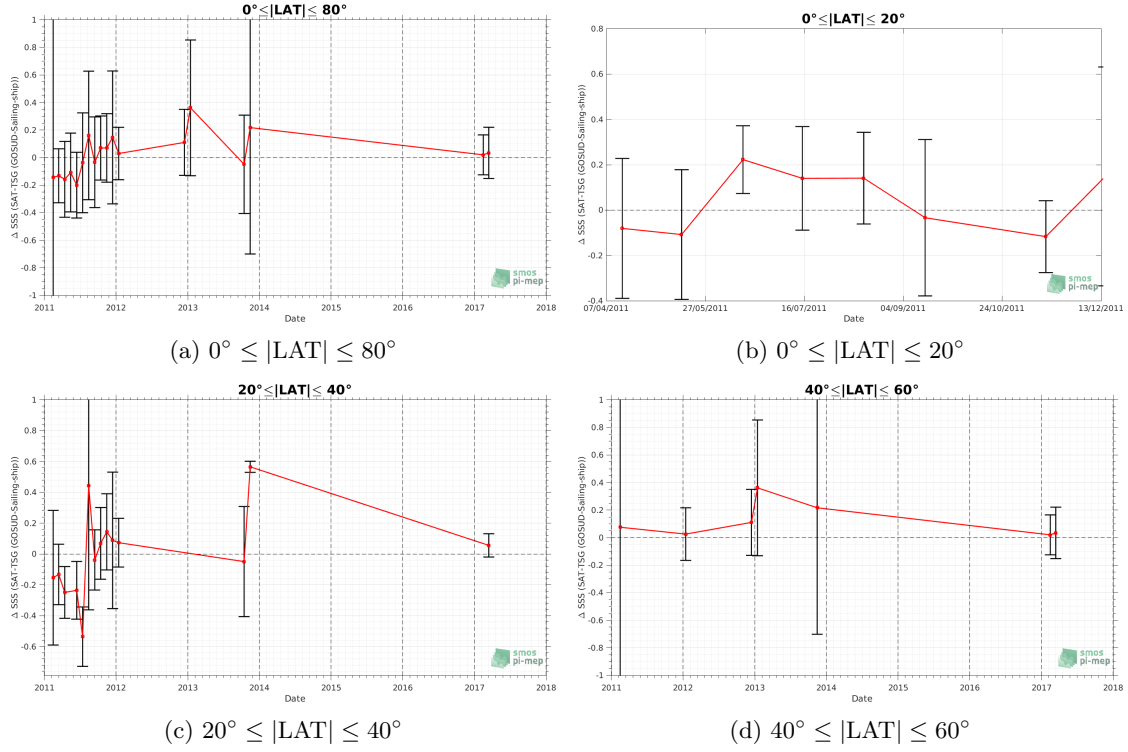 0°≤|LAT|≤ 80°
Δ SSS (SAT-TSG (GOSUD-Sailing-ship))
1
0.8
0.6
0.4
0.2
0
-0.2
-0.4
-0.6
-0.8
-1
2011 2012 2013 2014 2015 2016 2017 2018
Date
smos
pi-mep
(a) 0° ≤ |LAT| ≤ 80°
0°≤|LAT|≤ 20°
Δ SSS (SAT-TSG (GOSUD-Sailing-ship))
0.8
0.6
0.4
0.2
0
-0.2
-0.4
07/04/2011 27/05/2011 16/07/2011 04/09/2011 24/10/2011 13/12/2011
Date
smos
pi-mep
(b) 0° ≤ |LAT| ≤ 20°
20°≤|LAT|≤ 40°
Δ SSS (SAT-TSG (GOSUD-Sailing-ship))
1
0.8
0.6
0.4
0.2
0
-0.2
-0.4
-0.6
2011 2012 2013 2014 2015 2016 2017 2018
Date
smos
pi-mep
(c) 20° ≤ |LAT| ≤ 40°
40°≤|LAT|≤ 60°
Δ SSS (SAT-TSG (GOSUD-Sailing-ship))
1
0.8
0.6
0.4
0.2
0
-0.2
-0.4
-0.6
-0.8
-1
2011 2012 2013 2014 2015 2016 2017 2018
Date
smos
pi-mep
(d) 40° ≤ |LAT| ≤ 60°